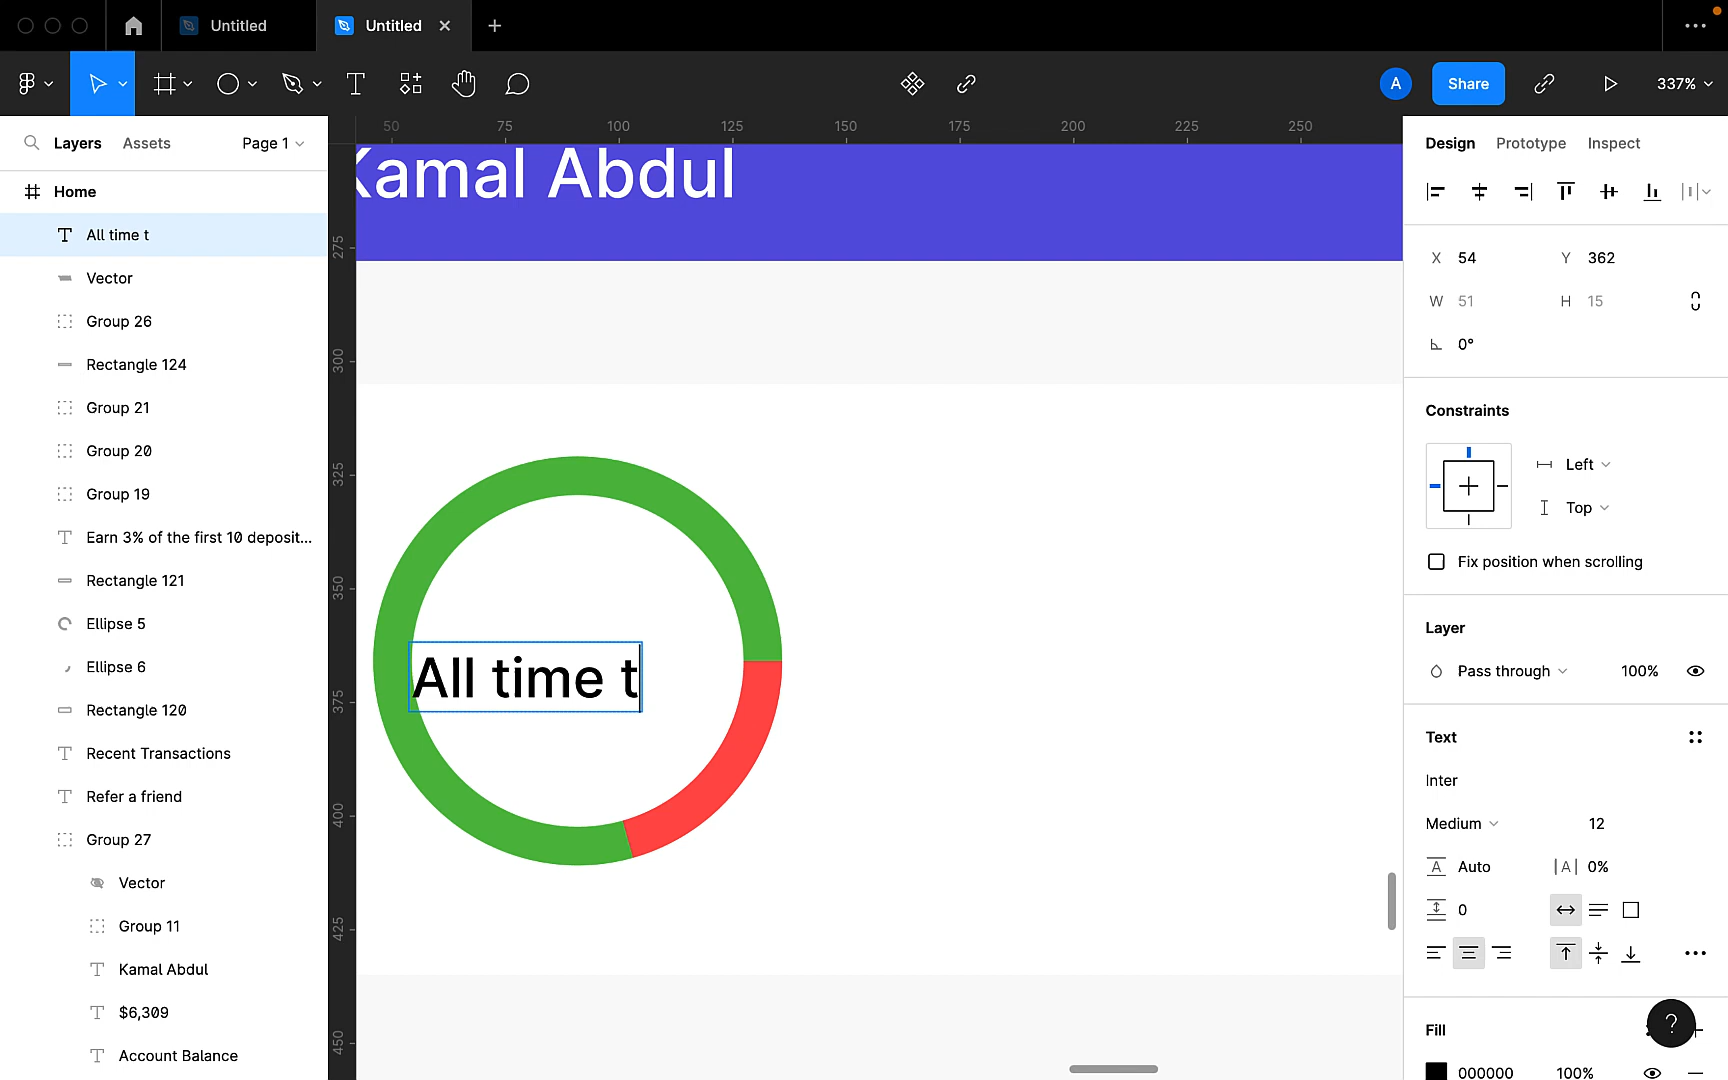 Untitled
Untitled
A
Share
337%
Layers
Assets
Page 1
50 75 100 125 150 175 200 225 250
Design
Prototype
Inspect
Home
All time t
Vector
Group 26
Rectangle 124
Group 21
Group 20
Group 19
Earn 3% of the first 10 deposit...
Rectangle 121
Ellipse 5
Ellipse 6
Rectangle 120
Recent Transactions
Refer a friend
Group 27
Vector
Group 11
Kamal Abdul
$6,309
Account Balance
275
300
325
350
375
400
425
450
Kamal Abdul
All time t
X 54 Y 362
W 51 H 15
0°
Constraints
Left
Top
Fix position when scrolling
Layer
Pass through 100%
Text
Inter
Medium 12
A Auto |A| 0%
0
Fill
?
000000 100%